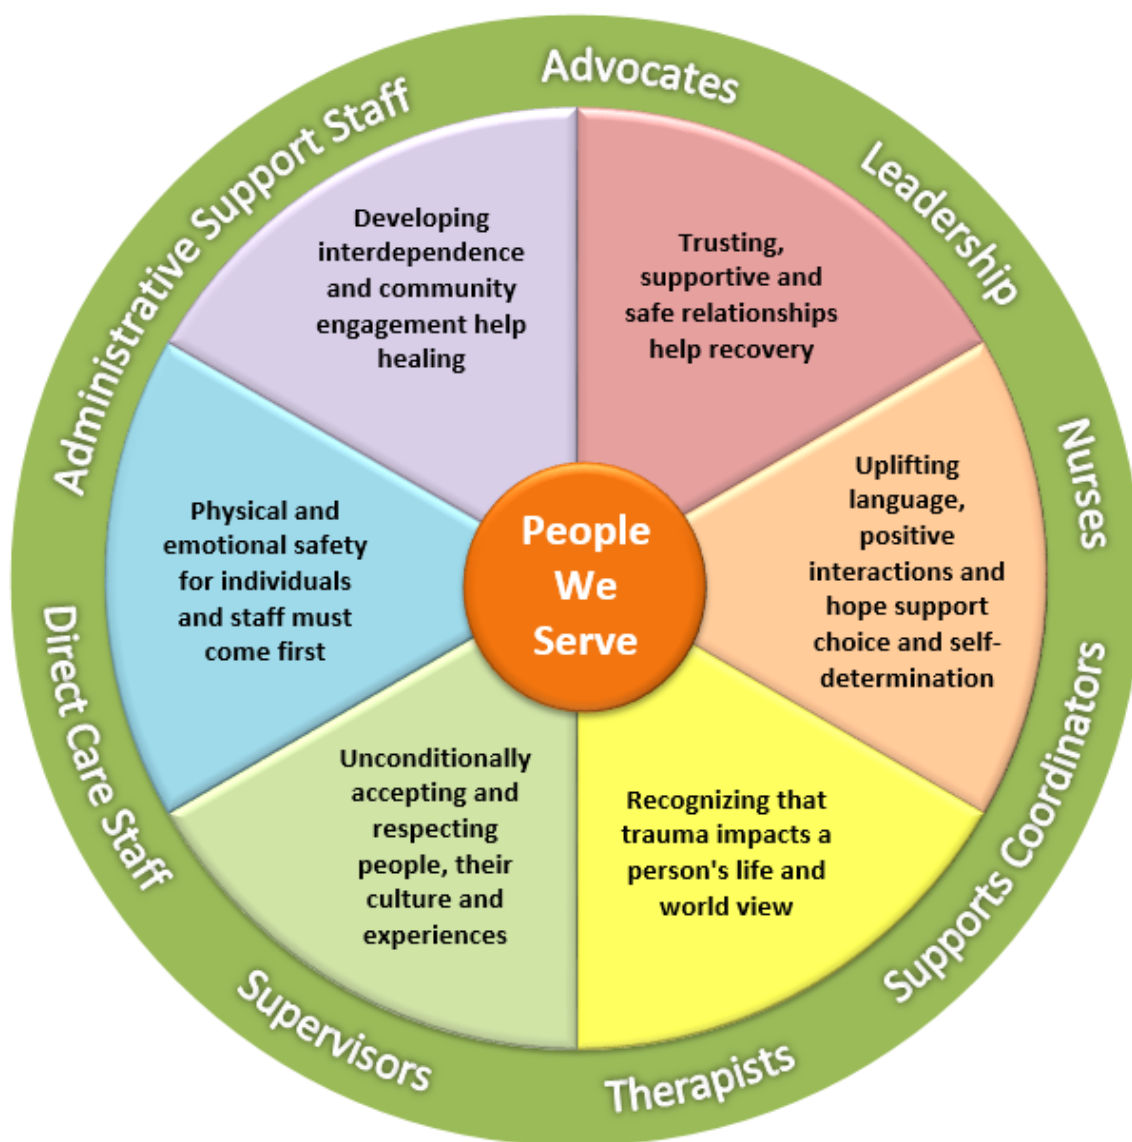 Advocates
Leadership
Nurses
Supports Coordinators
Therapists
Supervisors
Direct Care Staff
Administrative Support Staff
Trusting,
supportive and
safe relationships
help recovery
Uplifting
language,
positive
interactions and
hope support
choice and self-
determination
Recognizing that
trauma impacts a
person's life and
world view
Unconditionally
accepting and
respecting
people, their
culture and
experiences
Physical and
emotional safety
for individuals
and staff must
come first
Developing
interdependence
and community
engagement help
healing
People
We
Serve